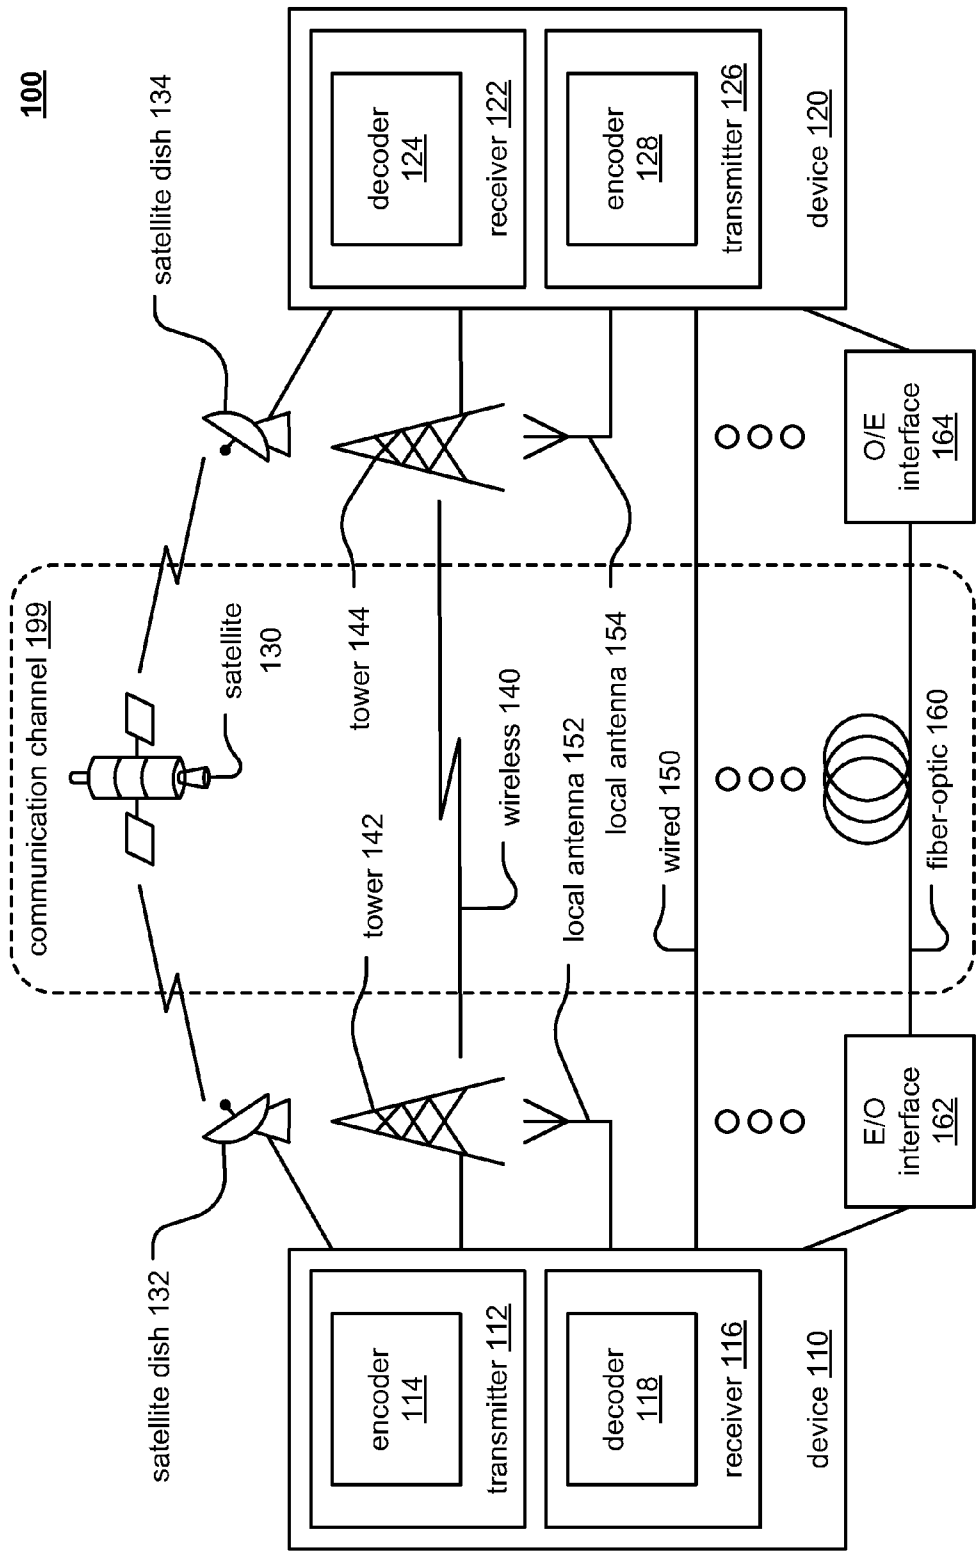 100
satellite dish 132
satellite dish 134
communication channel 199
satellite
130
encoder
114
transmitter 112
decoder
118
receiver 116
device 110
decoder
124
receiver 122
encoder
128
transmitter 126
device 120
tower 142
tower 144
wireless 140
local antenna 152
local antenna 154
wired 150
fiber-optic 160
E/O
interface
162
O/E
interface
164